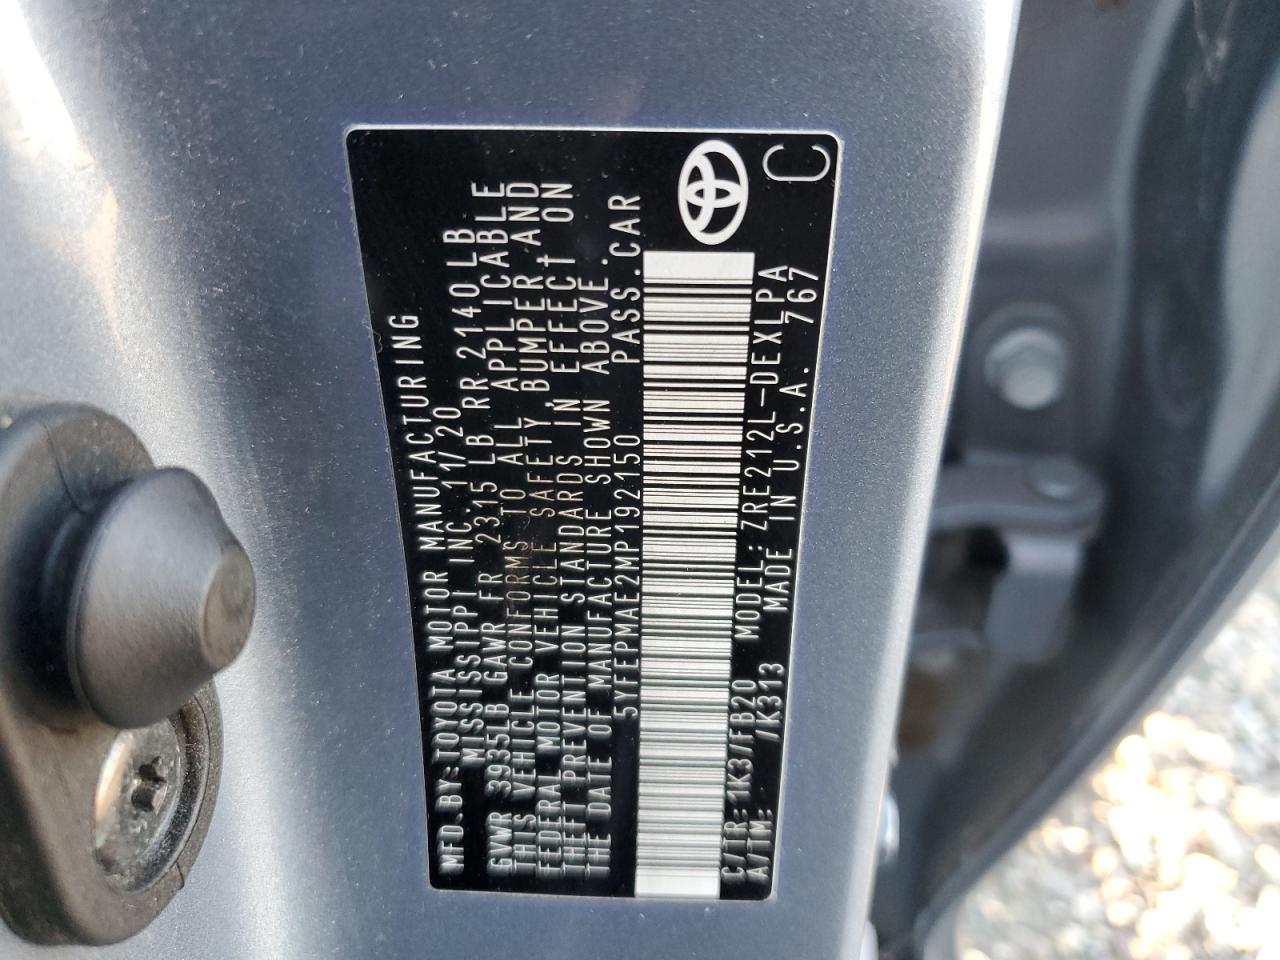 MFD.BY:TOYOTA MOTOR MANUFACTURING
MISSISSIPPI INC. 11/20
GVWR 3935LB GAWR FR 2315LB RR 2140LB
THIS VEHICLE CONFORMS TO ALL APPLICABLE
FEDERAL MOTOR VEHICLE SAFETY BUMPER AND
THEFT PREVENTION STANDARDS IN EFFECT ON
THE DATE OF MANUFACTURE SHOWN ABOVE.
5YFEPMAE2MP192150 PASS.CAR
C/TR:1K3/FB20 MODEL:ZRE212L-DEXLPA
A/TM: /K313 MADE IN U.S.A. 767
C